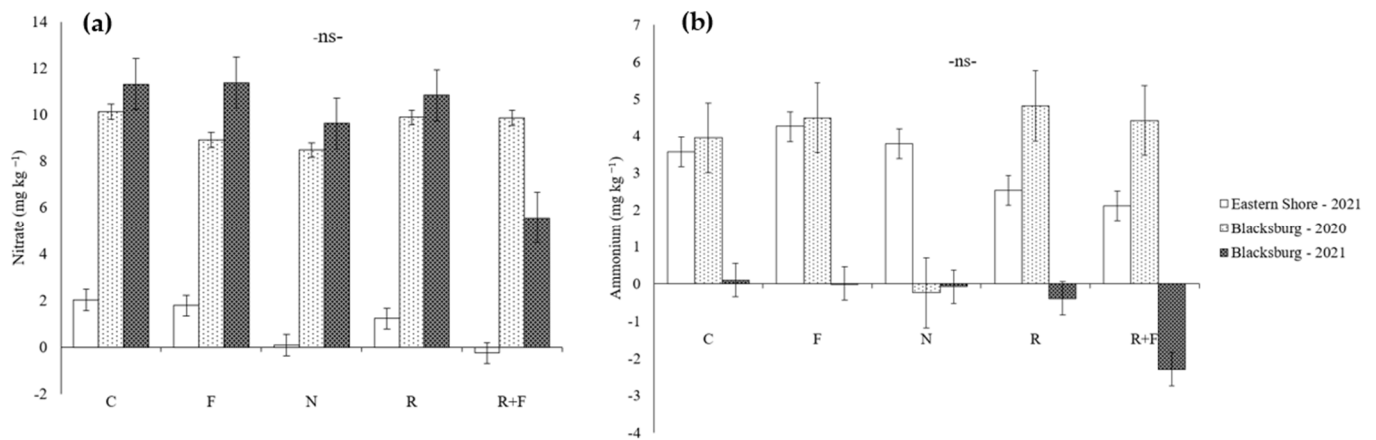 (a)
-ns-
Nitrate (mg kg⁻¹)
14
12
10
8
6
4
2
0
-2
C F N R R+F
(b)
-ns-
Ammonium (mg kg⁻¹)
7
6
5
4
3
2
1
0
-1
-2
-3
-4
C F N R R+F
Eastern Shore - 2021
Blacksburg - 2020
Blacksburg - 2021